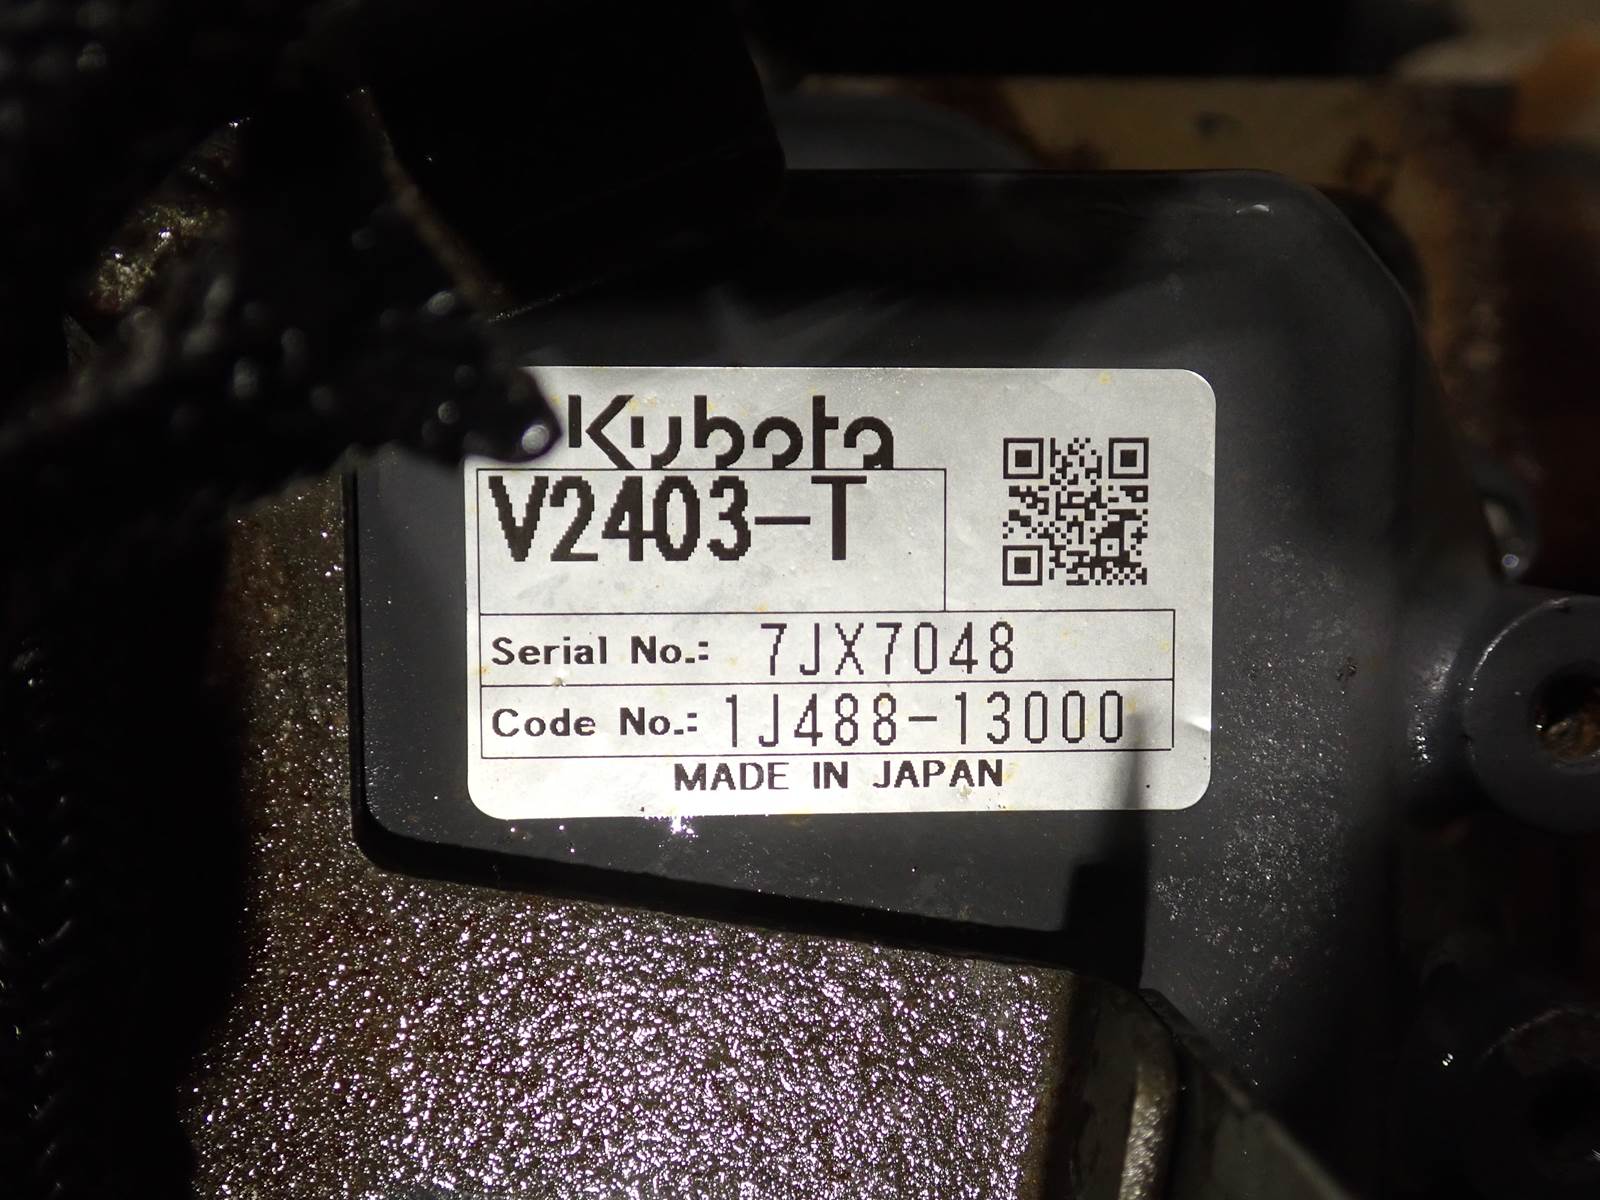 Kubota
V2403-T
Serial No.: 7JX7048
Code No.: 1J488-13000
MADE IN JAPAN